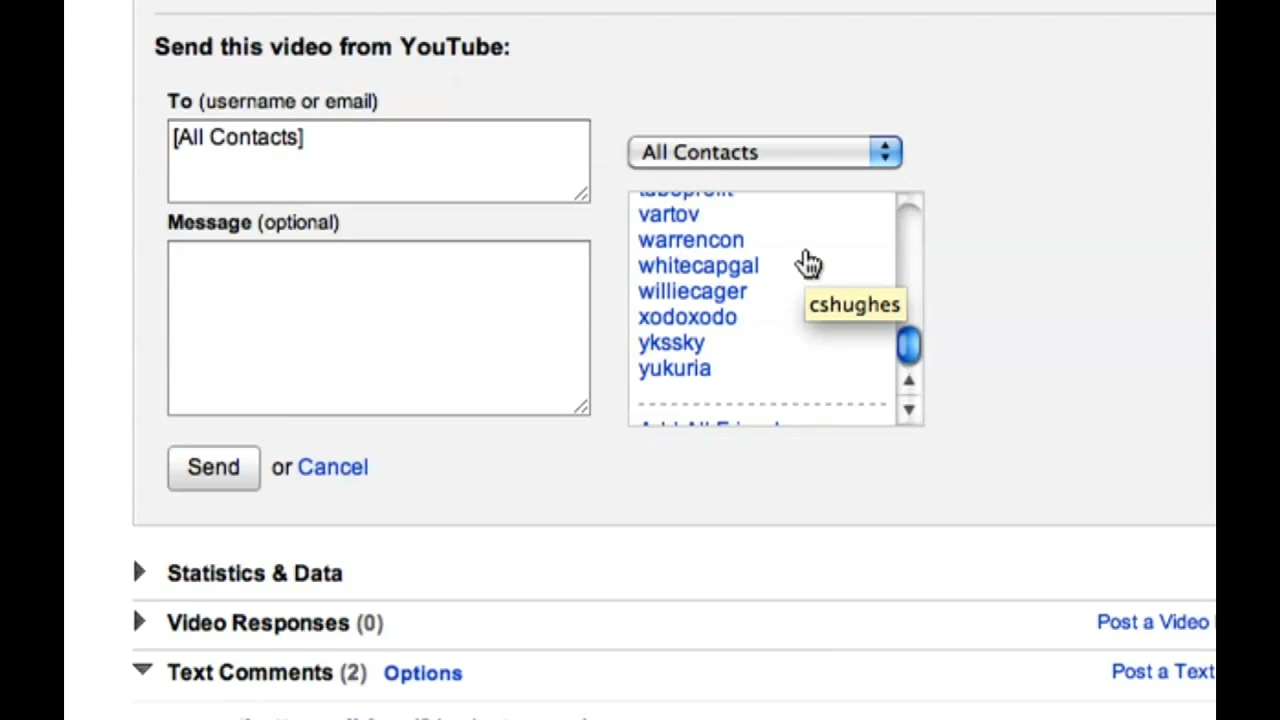 Send this video from YouTube:
To (username or email)
[All Contacts]
All Contacts
vartov
warrencon
whitecapgal
williecager
xodoxodo
ykssky
yukuria
cshughes
Message (optional)
Send or Cancel
Statistics & Data
Video Responses (0)
Post a Video
Text Comments (2) Options
Post a Text